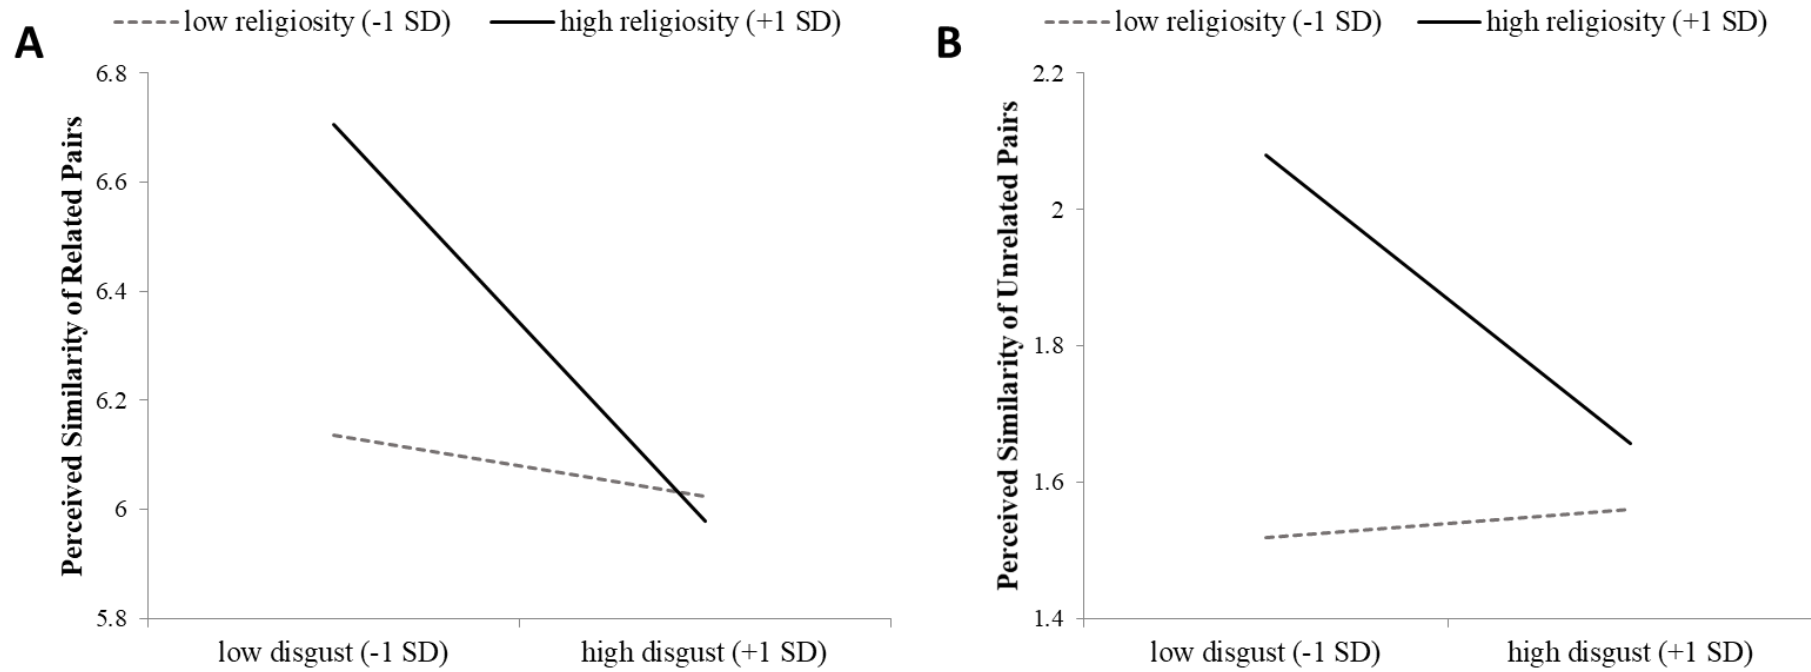 A
low religiosity (-1 SD) high religiosity (+1 SD)
Perceived Similarity of Related Pairs
6.8
6.6
6.4
6.2
6
5.8
low disgust (-1 SD) high disgust (+1 SD)
B
low religiosity (-1 SD) high religiosity (+1 SD)
Perceived Similarity of Unrelated Pairs
2.2
2
1.8
1.6
1.4
low disgust (-1 SD) high disgust (+1 SD)